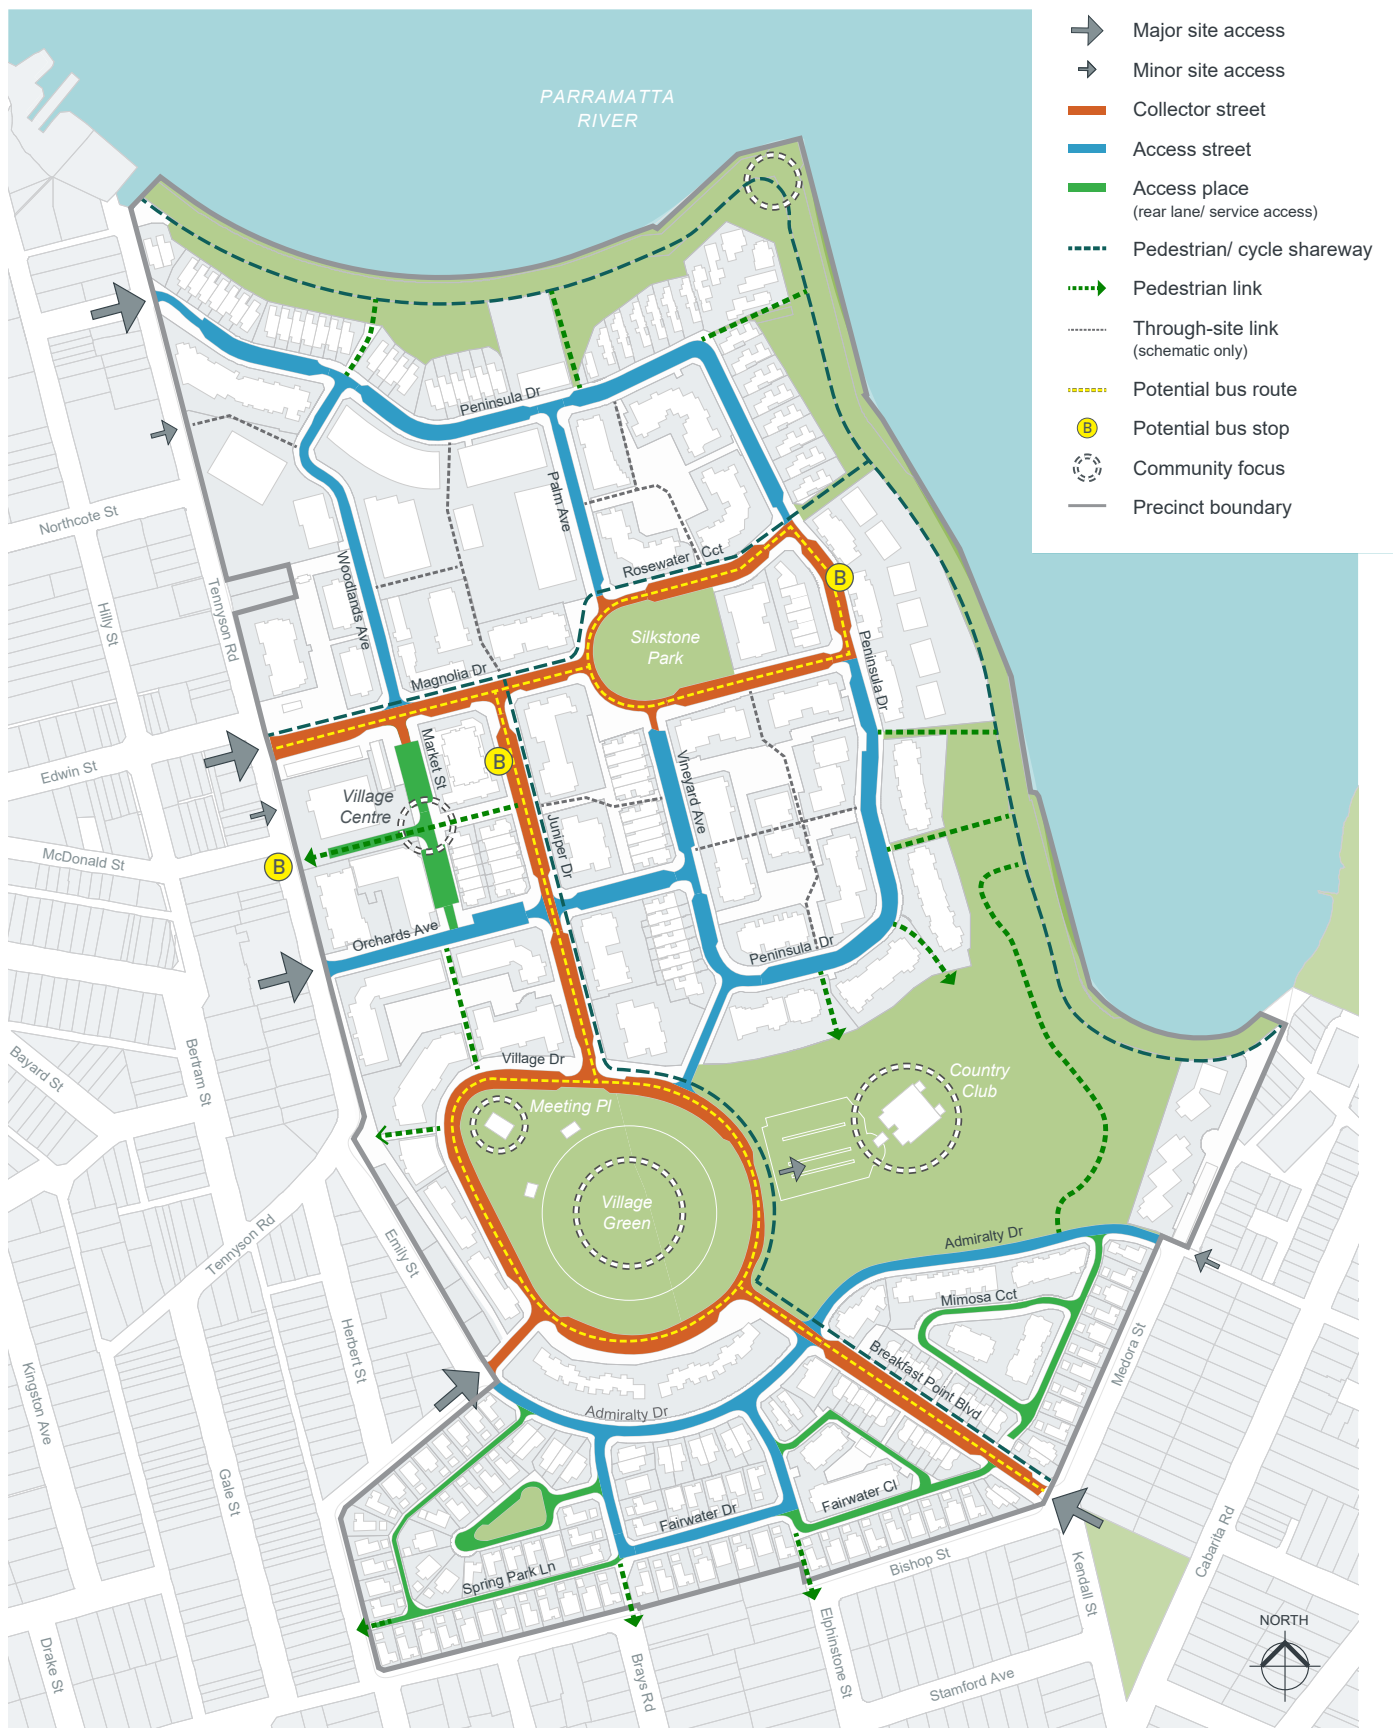 PARRAMATTA
RIVER
Major site access
Minor site access
Collector street
Access street
Access place
(rear lane/ service access)
Pedestrian/ cycle shareway
Pedestrian link
Through-site link
(schematic only)
Potential bus route
B
Potential bus stop
Community focus
Precinct boundary
Peninsula Dr
Palm Ave
Northcote St
Rosewater Cct
Woodlands Ave
B
Tennyson Rd
Hilly St
Silkstone
Park
Peninsula Dr
Magnolia Dr
Edwin St
Market St
B
Vineyard Ave
Village
Centre
Juniper Dr
McDonald St
B
Orchards Ave
Peninsula Dr
Bayard St
Bertram St
Village Dr
Country
Club
Meeting Pl
Village
Green
Tennyson Rd
Emily St
Admiralty Dr
Mimosa Cct
Herbert St
Kingston Ave
Breakfast Point Blvd
Medora St
Admiralty Dr
Gale St
Fairwater Cl
Fairwater Dr
Spring Park Ln
Bishop St
Kendall St
Cabarita Rd
NORTH
Drake St
Brays Rd
Elphinstone St
Stamford Ave